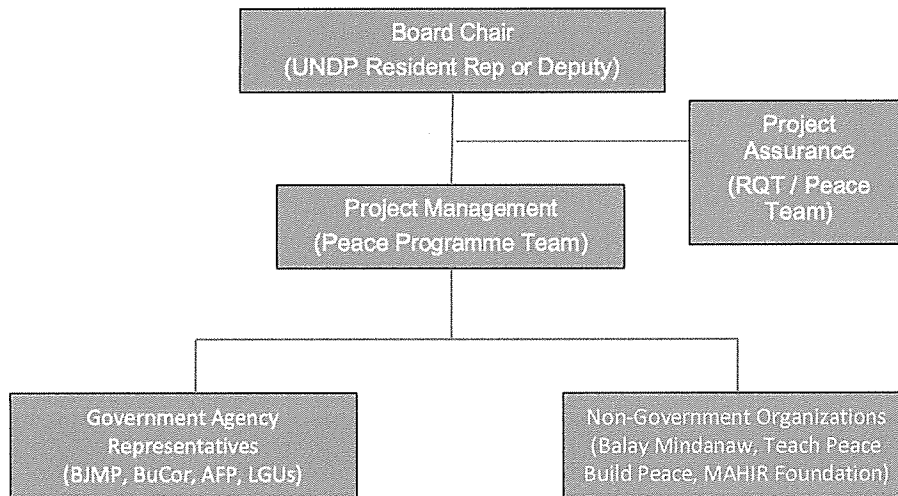 Board Chair
(UNDP Resident Rep or Deputy)
Project
Assurance
(RQT / Peace
Team)
Project Management
(Peace Programme Team)
Government Agency
Representatives
(BJMP, BuCor, AFP, LGUs)
Non-Government Organizations
(Balay Mindanaw, Teach Peace
Build Peace, MAHIR Foundation)